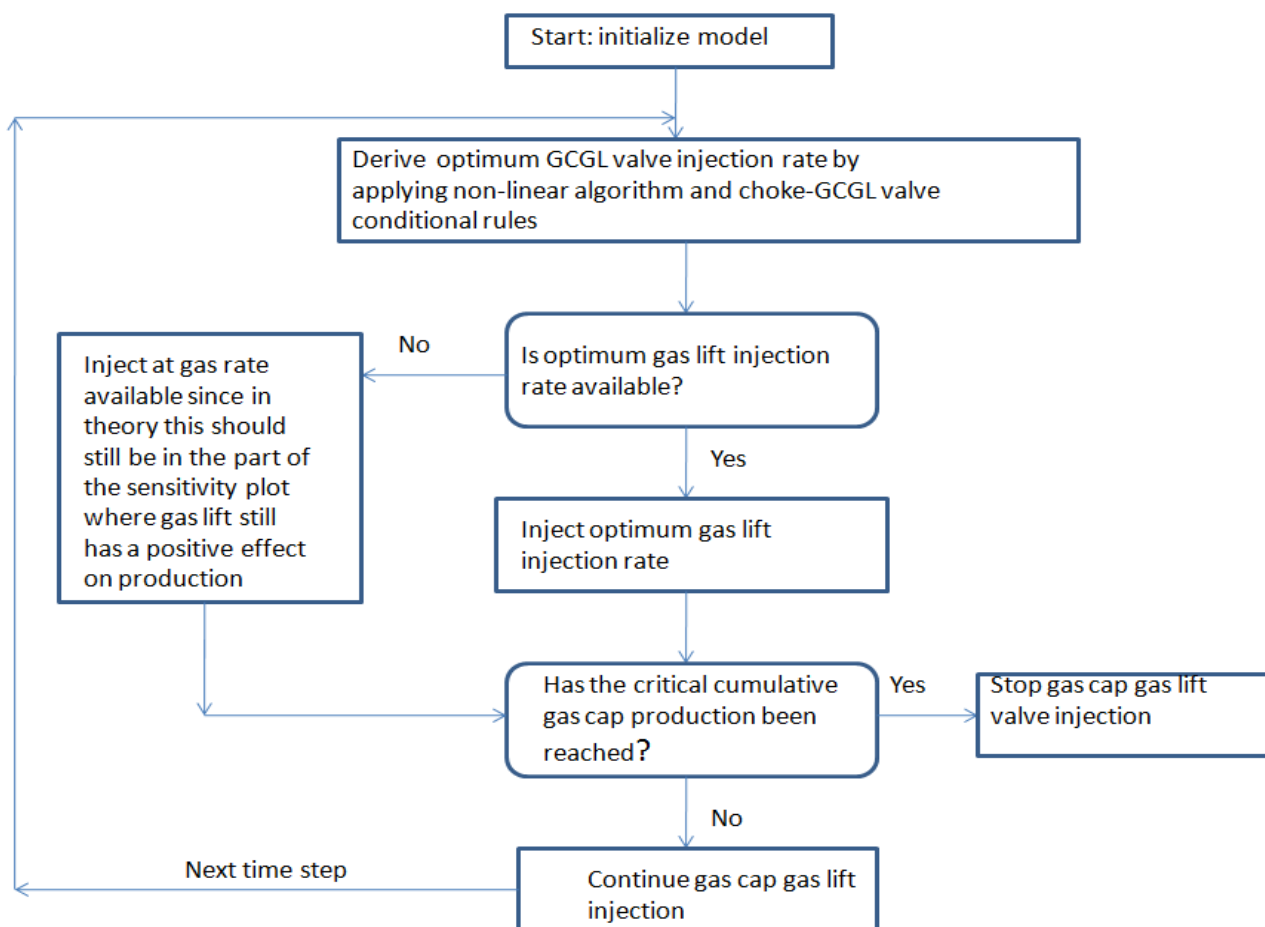 Start: initialize model
Derive optimum GCGL valve injection rate by
applying non-linear algorithm and choke-GCGL valve
conditional rules
No
Inject at gas rate
available since in
theory this should
still be in the part of
the sensitivity plot
where gas lift still
has a positive effect
on production
Is optimum gas lift injection
rate available?
Yes
Inject optimum gas lift
injection rate
Has the critical cumulative
gas cap production been
reached?
Yes
Stop gas cap gas lift
valve injection
No
Next time step
Continue gas cap gas lift
injection